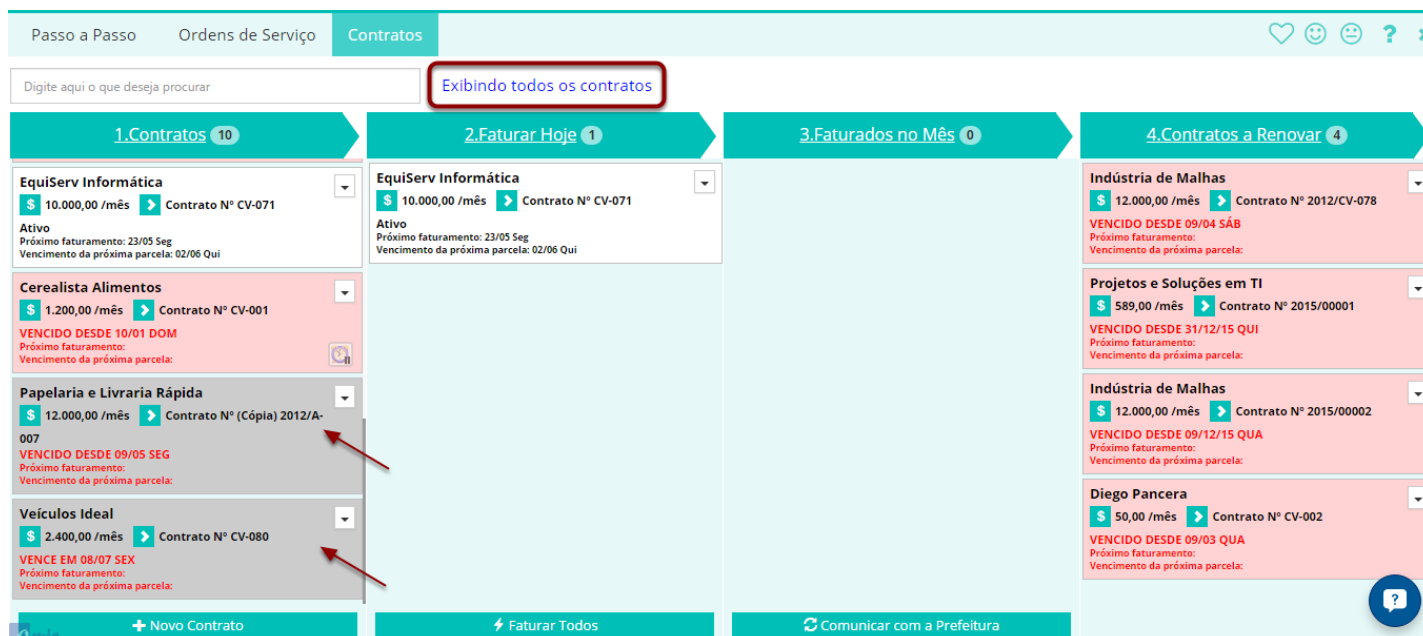 Passo a Passo Ordens de Serviço Contratos ?
Digite aqui o que deseja procurar Exibindo todos os contratos
1.Contratos 10
EquiServ Informática
$ 10.000,00 /mês Contrato Nº CV-071
Ativo
Próximo faturamento: 23/05 Seg
Vencimento da próxima parcela: 02/06 Qui
Cerealista Alimentos
$ 1.200,00 /mês Contrato Nº CV-001
VENCIDO DESDE 10/01 DOM
Próximo faturamento:
Vencimento da próxima parcela:
Papelaria e Livraria Rápida
$ 12.000,00 /mês Contrato Nº (Cópia) 2012/A-
007
VENCIDO DESDE 09/05 SEG
Próximo faturamento:
Vencimento da próxima parcela:
Veículos Ideal
$ 2.400,00 /mês Contrato Nº CV-080
VENCE EM 08/07 SEX
Próximo faturamento:
Vencimento da próxima parcela:
Novo Contrato
2.Faturar Hoje 1
EquiServ Informática
$ 10.000,00 /mês Contrato Nº CV-071
Ativo
Próximo faturamento: 23/05 Seg
Vencimento da próxima parcela: 02/06 Qui
Faturar Todos
3.Faturados no Mês 0
Comunicar com a Prefeitura
4.Contratos a Renovar 4
Indústria de Malhas
$ 12.000,00 /mês Contrato Nº 2012/CV-078
VENCIDO DESDE 09/04 SÁB
Próximo faturamento:
Vencimento da próxima parcela:
Projetos e Soluções em TI
$ 589,00 /mês Contrato Nº 2015/00001
VENCIDO DESDE 31/12/15 QUI
Próximo faturamento:
Vencimento da próxima parcela:
Indústria de Malhas
$ 12.000,00 /mês Contrato Nº 2015/00002
VENCIDO DESDE 09/12/15 QUA
Próximo faturamento:
Vencimento da próxima parcela:
Diego Pancera
$ 50,00 /mês Contrato Nº CV-002
VENCIDO DESDE 09/03 QUA
Próximo faturamento:
Vencimento da próxima parcela:
?